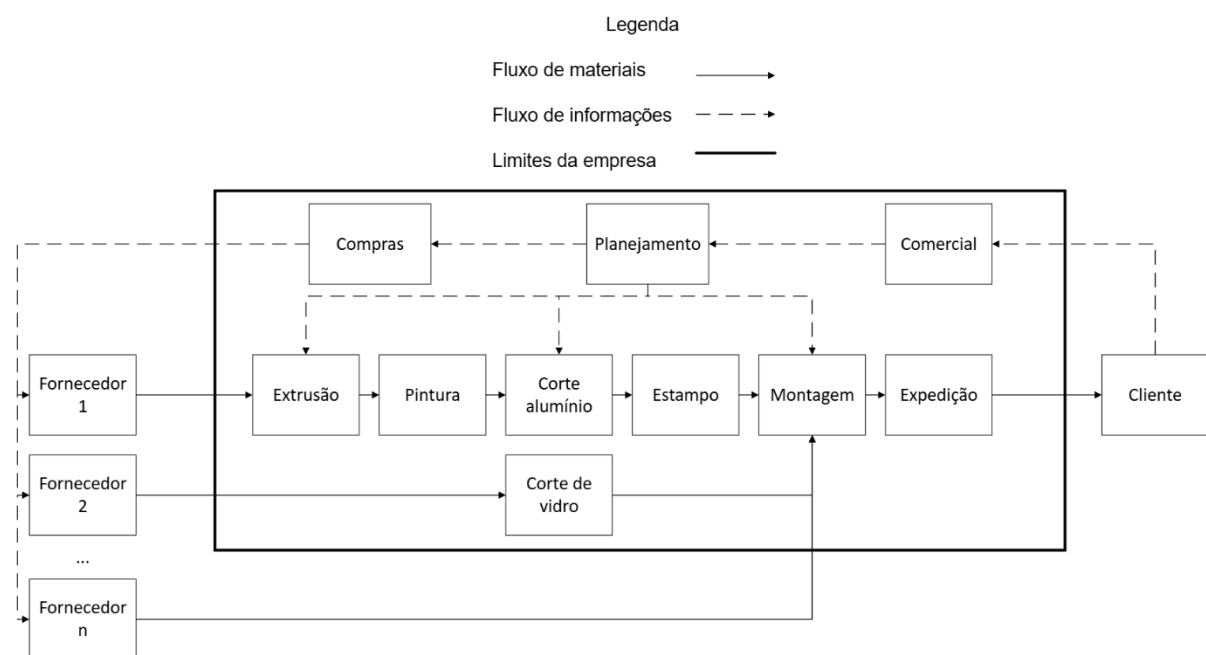 Legenda
Fluxo de materiais
Fluxo de informações
Limites da empresa
Compras
Planejamento
Comercial
Fornecedor
1
Extrusão
Pintura
Corte
alumínio
Estampo
Montagem
Expedição
Cliente
Fornecedor
2
Corte de
vidro
...
Fornecedor
n